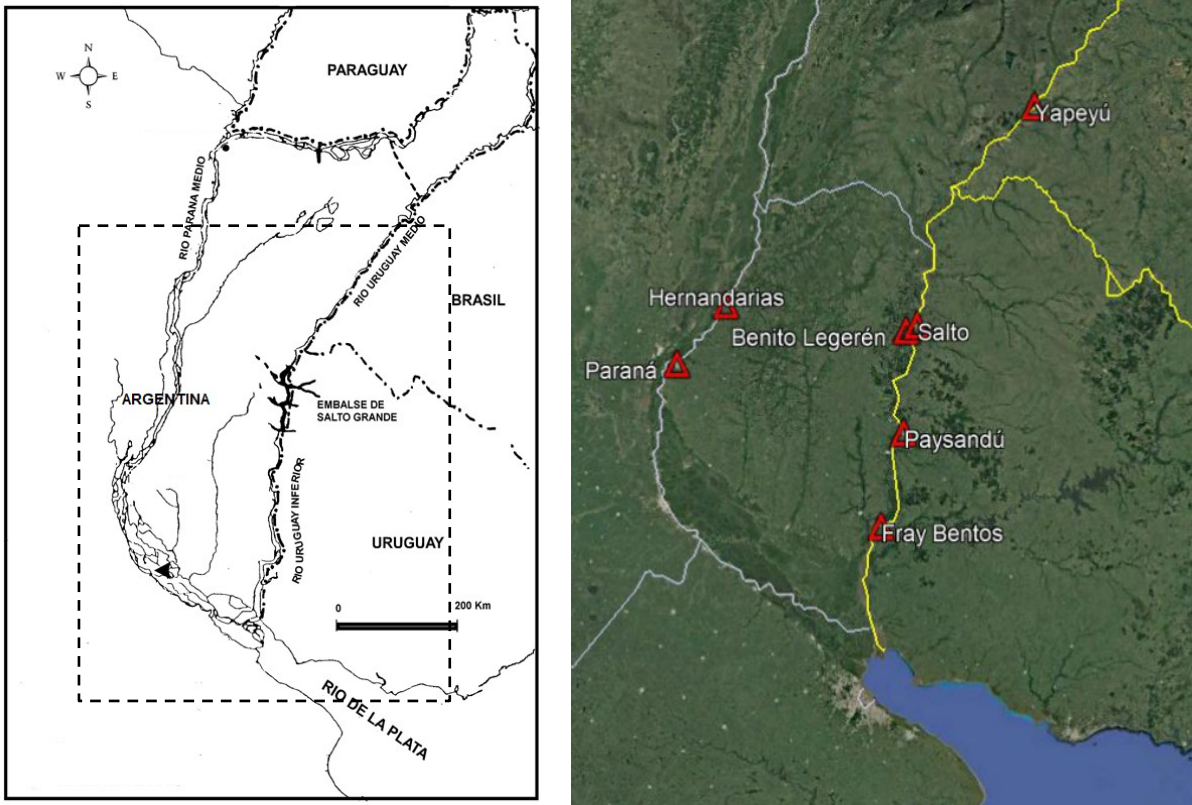 N
W E
S
PARAGUAY
RIO PARANA MEDIO
RIO URUGUAY MEDIO
BRASIL
ARGENTINA
EMBALSE DE
SALTO GRANDE
RIO URUGUAY INFERIOR
URUGUAY
0 200 Km
RIO DE LA PLATA
Yapeyú
Hernandarias
Benito Legerén
Salto
Paraná
Paysandú
Fray Bentos